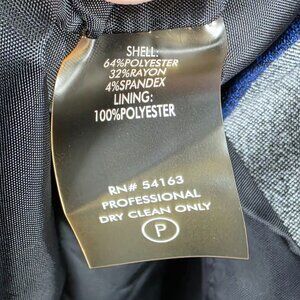 SHELL:
64%POLYESTER
32%RAYON
4%SPANDEX
LINING:
100%POLYESTER
RN# 54163
PROFESSIONAL
DRY CLEAN ONLY
P